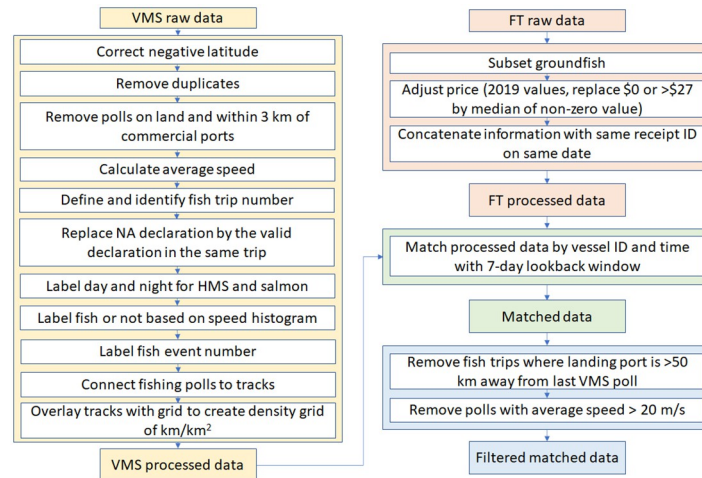 VMS raw data
Correct negative latitude
Remove duplicates
Remove polls on land and within 3 km of
commercial ports
Calculate average speed
Define and identify fish trip number
Replace NA declaration by the valid
declaration in the same trip
Label day and night for HMS and salmon
Label fish or not based on speed histogram
Label fish event number
Connect fishing polls to tracks
Overlay tracks with grid to create density grid
of km/km²
VMS processed data
FT raw data
Subset groundfish
Adjust price (2019 values, replace $0 or >$27
by median of non-zero value)
Concatenate information with same receipt ID
on same date
FT processed data
Match processed data by vessel ID and time
with 7-day lookback window
Matched data
Remove fish trips where landing port is >50
km away from last VMS poll
Remove polls with average speed > 20 m/s
Filtered matched data